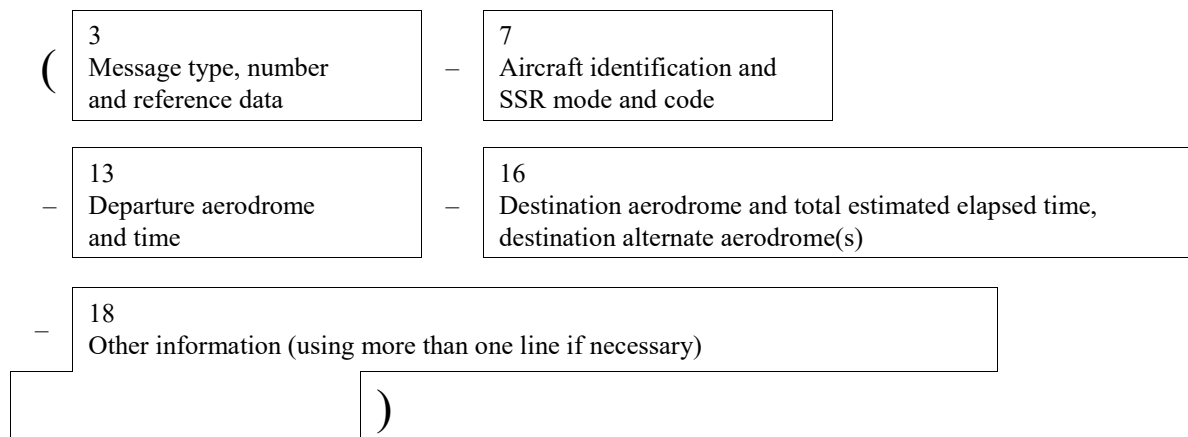 (
3
Message type, number
and reference data
–
7
Aircraft identification and
SSR mode and code
–
13
Departure aerodrome
and time
–
16
Destination aerodrome and total estimated elapsed time,
destination alternate aerodrome(s)
–
18
Other information (using more than one line if necessary)
)